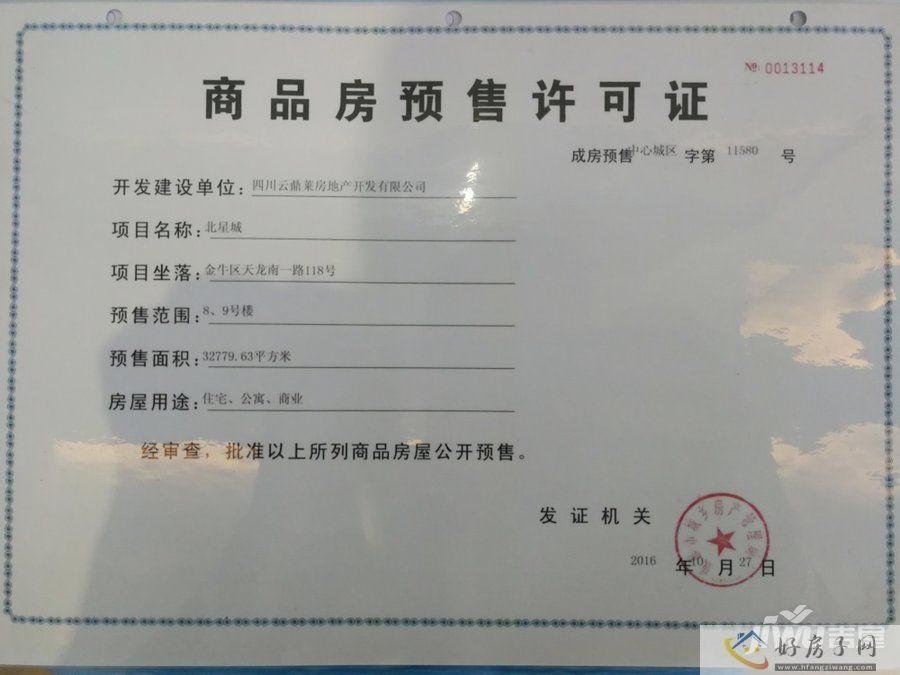 № 0013114
商品房预售许可证
成房预售中心城区字第 11580 号
开发建设单位:四川云鼎莱房地产开发有限公司
项目名称:北星城
项目坐落:金牛区天龙南一路118号
预售范围:8、9号楼
预售面积:32779.63平方米
房屋用途:住宅、公寓、商业
经审查,批准以上所列商品房屋公开预售。
发证机关
2016 年 10 月 27 日
好房子网
www.hfangziwang.com